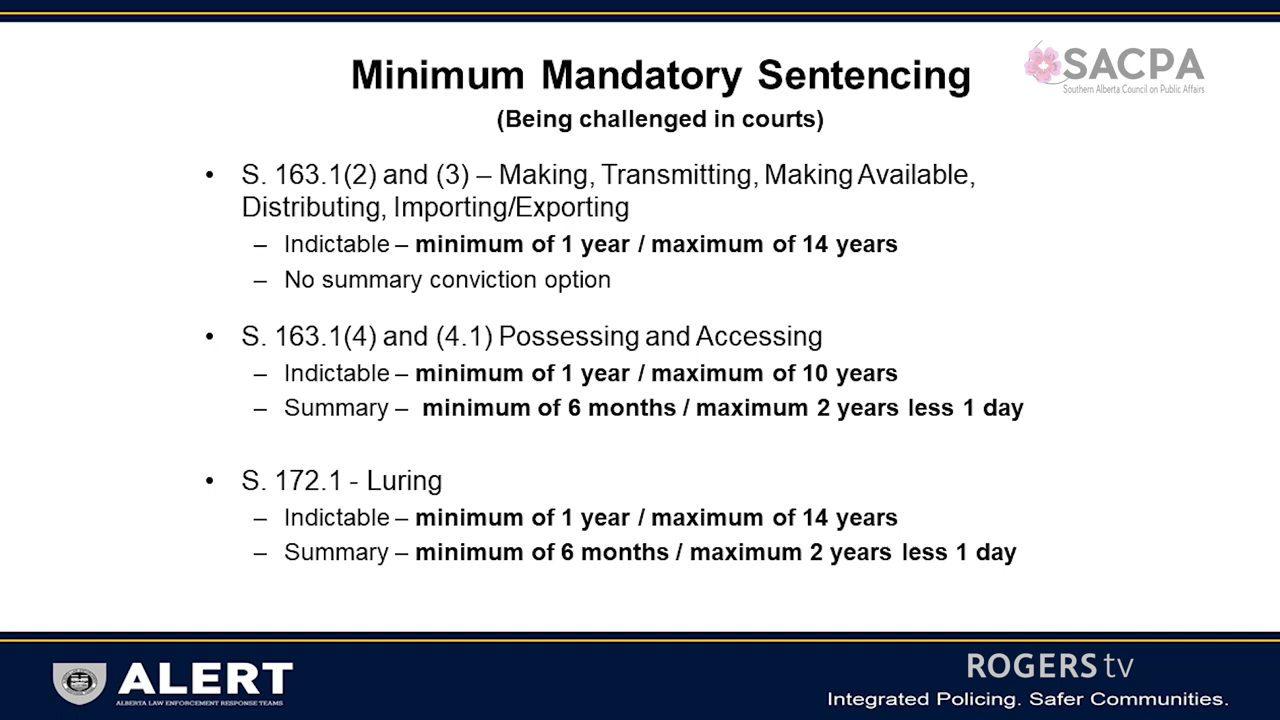 Minimum Mandatory Sentencing
SACPA
Southern Alberta Council on Public Affairs
(Being challenged in courts)
• S. 163.1(2) and (3) – Making, Transmitting, Making Available,
Distributing, Importing/Exporting
– Indictable – minimum of 1 year / maximum of 14 years
– No summary conviction option
• S. 163.1(4) and (4.1) Possessing and Accessing
– Indictable – minimum of 1 year / maximum of 10 years
– Summary – minimum of 6 months / maximum 2 years less 1 day
• S. 172.1 - Luring
– Indictable – minimum of 1 year / maximum of 14 years
– Summary – minimum of 6 months / maximum 2 years less 1 day
ALERT
ALBERTA LAW ENFORCEMENT RESPONSE TEAMS
ROGERS tv
Integrated Policing. Safer Communities.